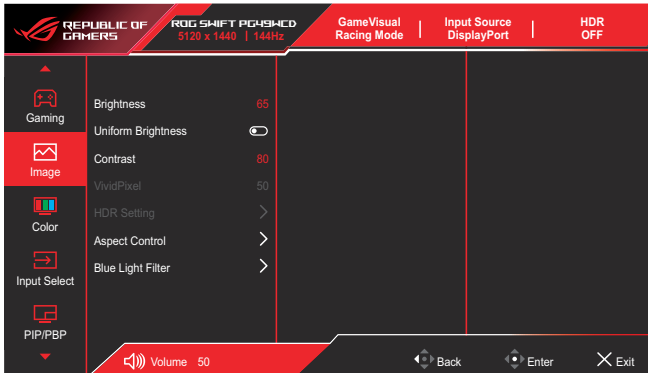 REPUBLIC OF
GAMERS
ROG SWIFT PG49WCD
5120 x 1440 | 144Hz
GameVisual
Racing Mode
Input Source
DisplayPort
HDR
OFF
Gaming
Image
Color
Input Select
PIP/PBP
Brightness 65
Uniform Brightness
Contrast 80
VividPixel 50
HDR Setting
Aspect Control
Blue Light Filter
Volume 50
Back
Enter
Exit